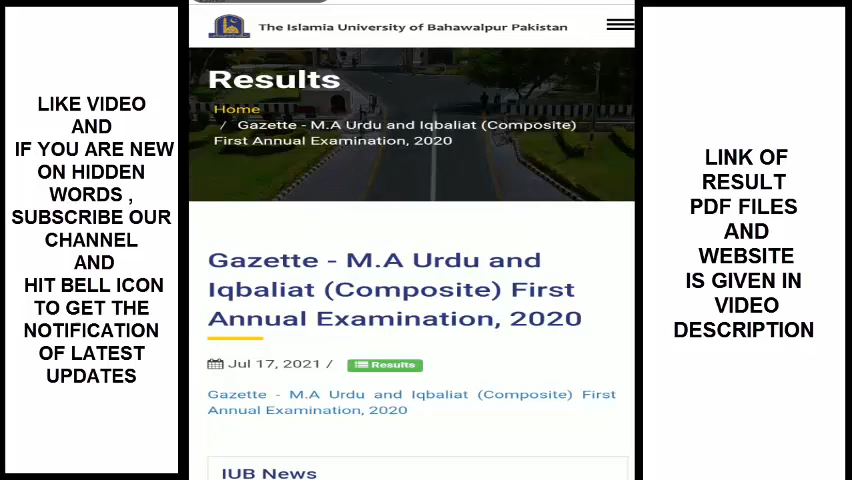 LIKE VIDEO
AND
IF YOU ARE NEW
ON HIDDEN
WORDS ,
SUBSCRIBE OUR
CHANNEL
AND
HIT BELL ICON
TO GET THE
NOTIFICATION
OF LATEST
UPDATES
The Islamia University of Bahawalpur Pakistan
Results
Home
/ Gazette - M.A Urdu and Iqbaliat (Composite)
First Annual Examination, 2020
Gazette - M.A Urdu and
Iqbaliat (Composite) First
Annual Examination, 2020
Jul 17, 2021 / Results
Gazette - M.A Urdu and Iqbaliat (Composite) First
Annual Examination, 2020
IUB News
LINK OF
RESULT
PDF FILES
AND
WEBSITE
IS GIVEN IN
VIDEO
DESCRIPTION